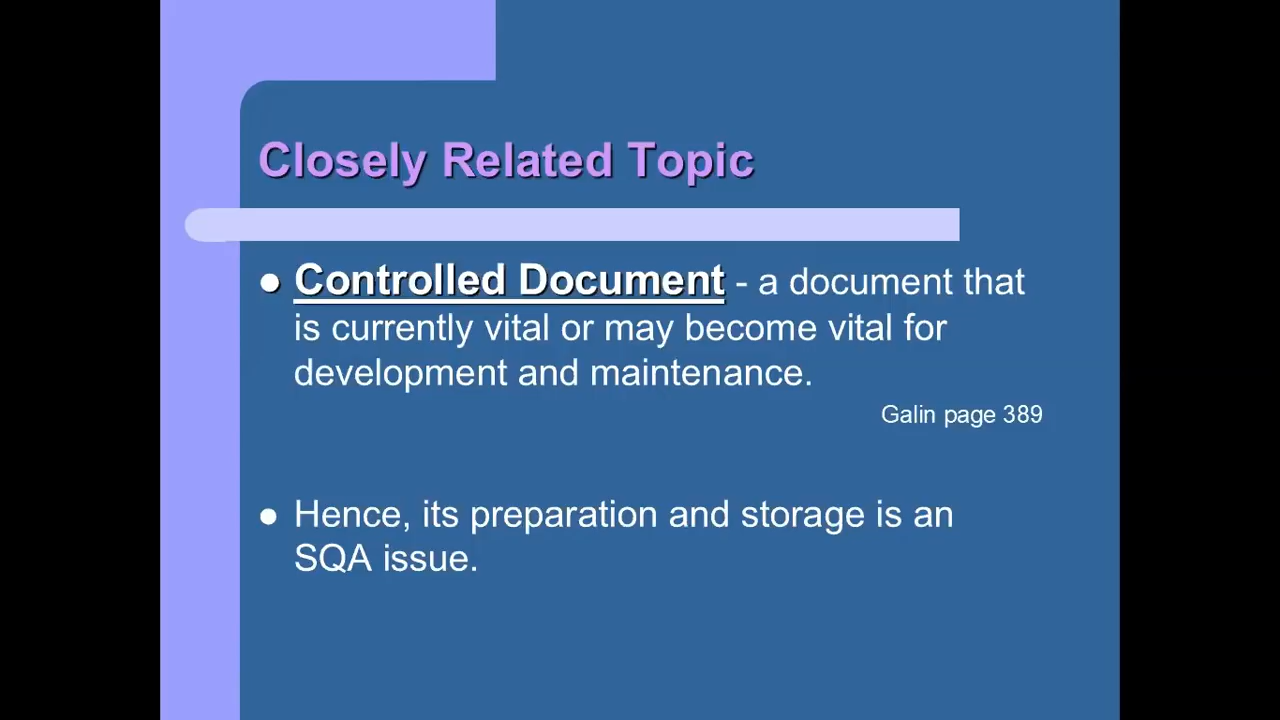 Closely Related Topic
● Controlled Document - a document that
is currently vital or may become vital for
development and maintenance.
Galin page 389
● Hence, its preparation and storage is an
SQA issue.